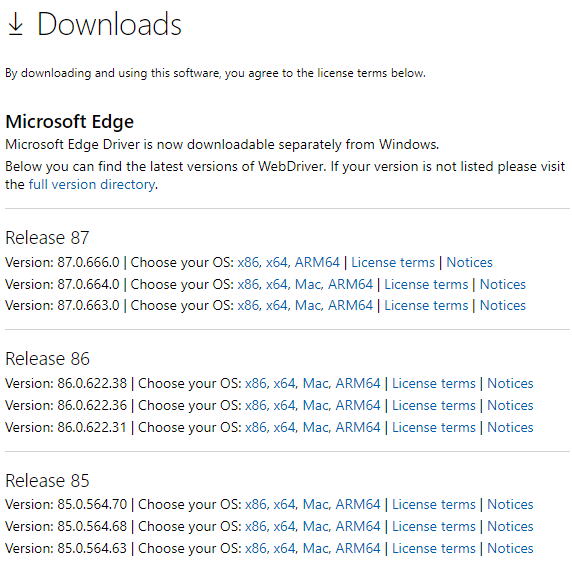 Downloads
By downloading and using this software, you agree to the license terms below.
Microsoft Edge
Microsoft Edge Driver is now downloadable separately from Windows.
Below you can find the latest versions of WebDriver. If your version is not listed please visit
the full version directory.
Release 87
Version: 87.0.666.0 | Choose your OS: x86, x64, ARM64 | License terms | Notices
Version: 87.0.664.0 | Choose your OS: x86, x64, Mac, ARM64 | License terms | Notices
Version: 87.0.663.0 | Choose your OS: x86, x64, Mac, ARM64 | License terms | Notices
Release 86
Version: 86.0.622.38 | Choose your OS: x86, x64, Mac, ARM64 | License terms | Notices
Version: 86.0.622.36 | Choose your OS: x86, x64, Mac, ARM64 | License terms | Notices
Version: 86.0.622.31 | Choose your OS: x86, x64, Mac, ARM64 | License terms | Notices
Release 85
Version: 85.0.564.70 | Choose your OS: x86, x64, Mac, ARM64 | License terms | Notices
Version: 85.0.564.68 | Choose your OS: x86, x64, Mac, ARM64 | License terms | Notices
Version: 85.0.564.63 | Choose your OS: x86, x64, Mac, ARM64 | License terms | Notices